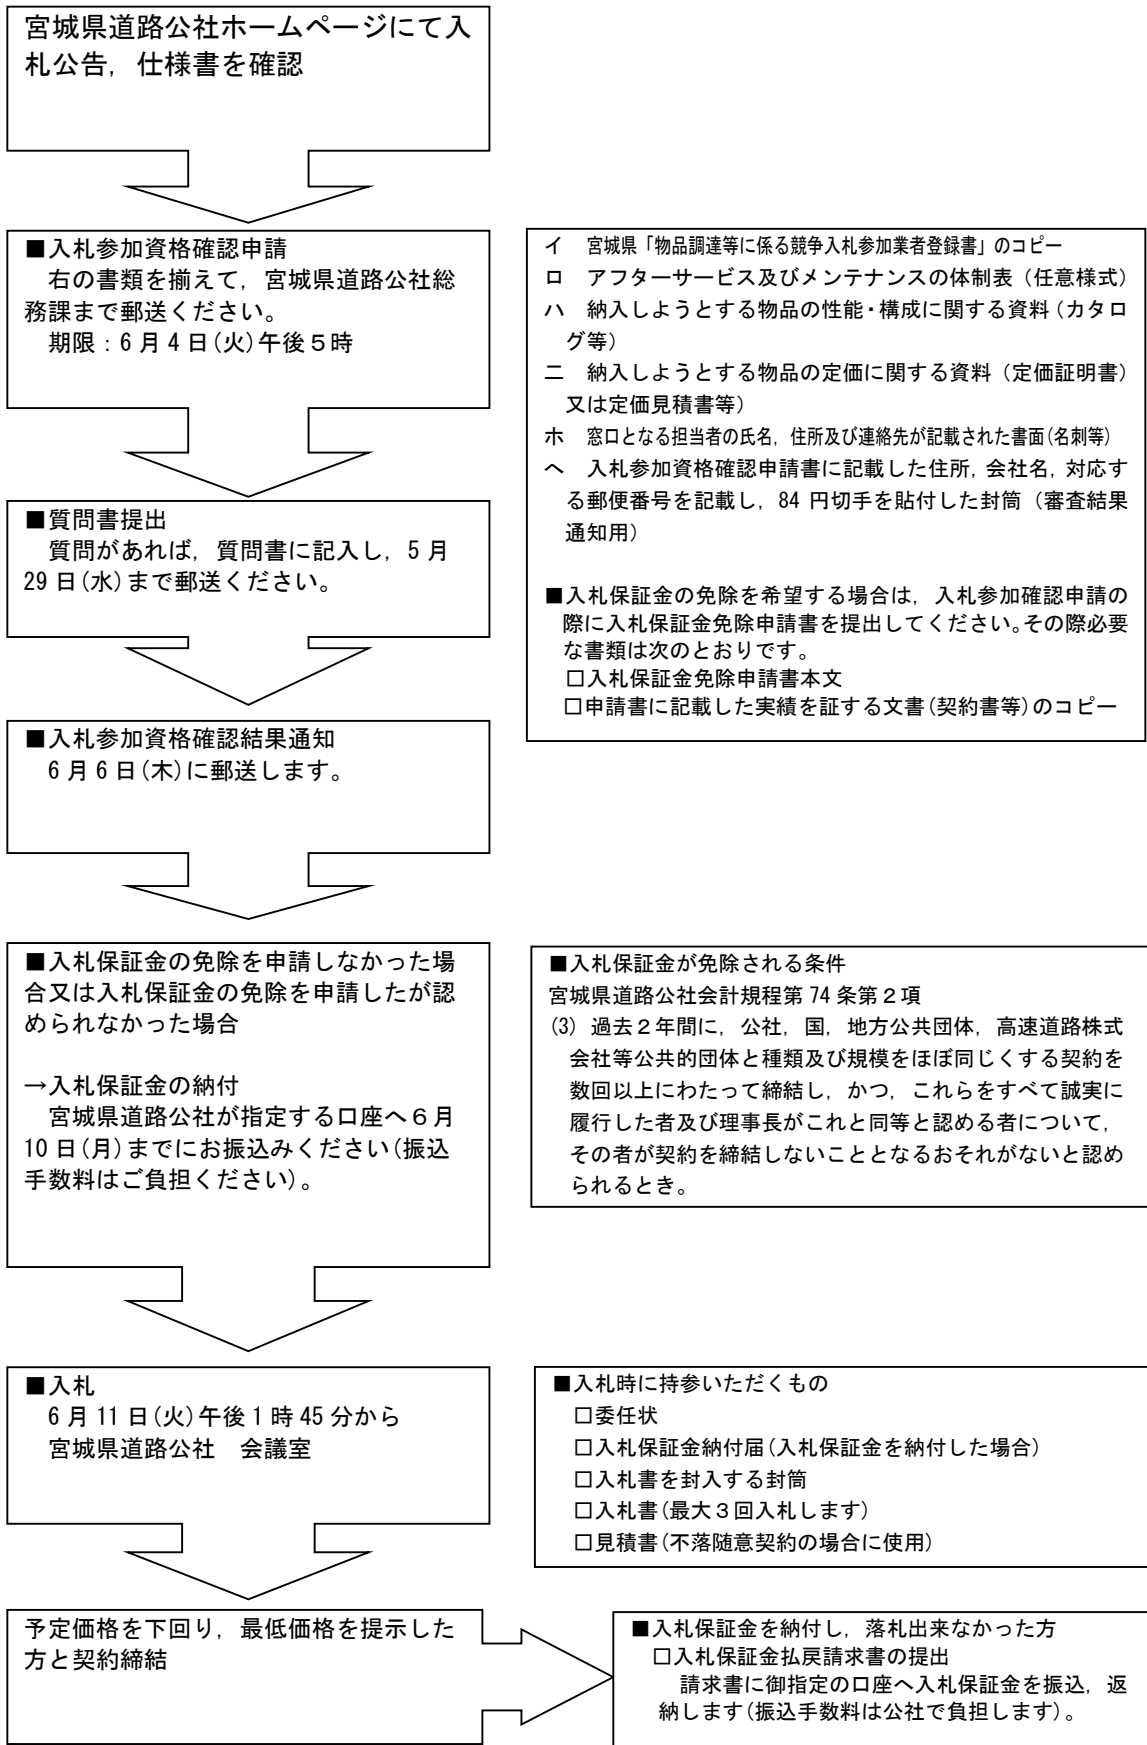 宮城県道路公社ホームページにて入
札公告，仕様書を確認
■入札参加資格確認申請
右の書類を揃えて，宮城県道路公社総
務課まで郵送ください。
期限：6月4日(火)午後５時
イ　宮城県「物品調達等に係る競争入札参加業者登録書」のコピー
ロ　アフターサービス及びメンテナンスの体制表（任意様式）
ハ　納入しようとする物品の性能・構成に関する資料（カタロ
グ等）
ニ　納入しようとする物品の定価に関する資料（定価証明書）
又は定価見積書等）
ホ　窓口となる担当者の氏名，住所及び連絡先が記載された書面(名刺等)
ヘ　入札参加資格確認申請書に記載した住所，会社名，対応す
る郵便番号を記載し，84円切手を貼付した封筒（審査結果
通知用）
■入札保証金の免除を希望する場合は，入札参加確認申請の
際に入札保証金免除申請書を提出してください。その際必要
な書類は次のとおりです。
□入札保証金免除申請書本文
□申請書に記載した実績を証する文書(契約書等)のコピー
■質問書提出
質問があれば，質問書に記入し，5月
29日(水)まで郵送ください。
■入札参加資格確認結果通知
6月6日(木)に郵送します。
■入札保証金の免除を申請しなかった場
合又は入札保証金の免除を申請したが認
められなかった場合
→入札保証金の納付
宮城県道路公社が指定する口座へ６月
10日(月)までにお振込みください(振込
手数料はご負担ください)。
■入札保証金が免除される条件
宮城県道路公社会計規程第74条第２項
(3) 過去２年間に，公社，国，地方公共団体，高速道路株式
会社等公共的団体と種類及び規模をほぼ同じくする契約を
数回以上にわたって締結し，かつ，これらをすべて誠実に
履行した者及び理事長がこれと同等と認める者について，
その者が契約を締結しないこととなるおそれがないと認め
られるとき。
■入札
6月11日(火)午後1時45分から
宮城県道路公社　会議室
■入札時に持参いただくもの
□委任状
□入札保証金納付届(入札保証金を納付した場合)
□入札書を封入する封筒
□入札書(最大３回入札します)
□見積書(不落随意契約の場合に使用)
予定価格を下回り，最低価格を提示した
方と契約締結
■入札保証金を納付し，落札出来なかった方
□入札保証金払戻請求書の提出
請求書に御指定の口座へ入札保証金を振込，返
納します(振込手数料は公社で負担します)。